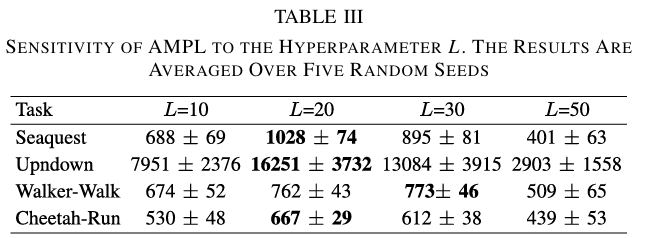 TABLE III
SENSITIVITY OF AMPL TO THE HYPERPARAMETER L. THE RESULTS ARE
AVERAGED OVER FIVE RANDOM SEEDS
Task L=10 L=20 L=30 L=50
Seaquest 688 ± 69 1028 ± 74 895 ± 81 401 ± 63
Upndown 7951 ± 2376 16251 ± 3732 13084 ± 3915 2903 ± 1558
Walker-Walk 674 ± 52 762 ± 43 773± 46 509 ± 65
Cheetah-Run 530 ± 48 667 ± 29 612 ± 38 439 ± 53